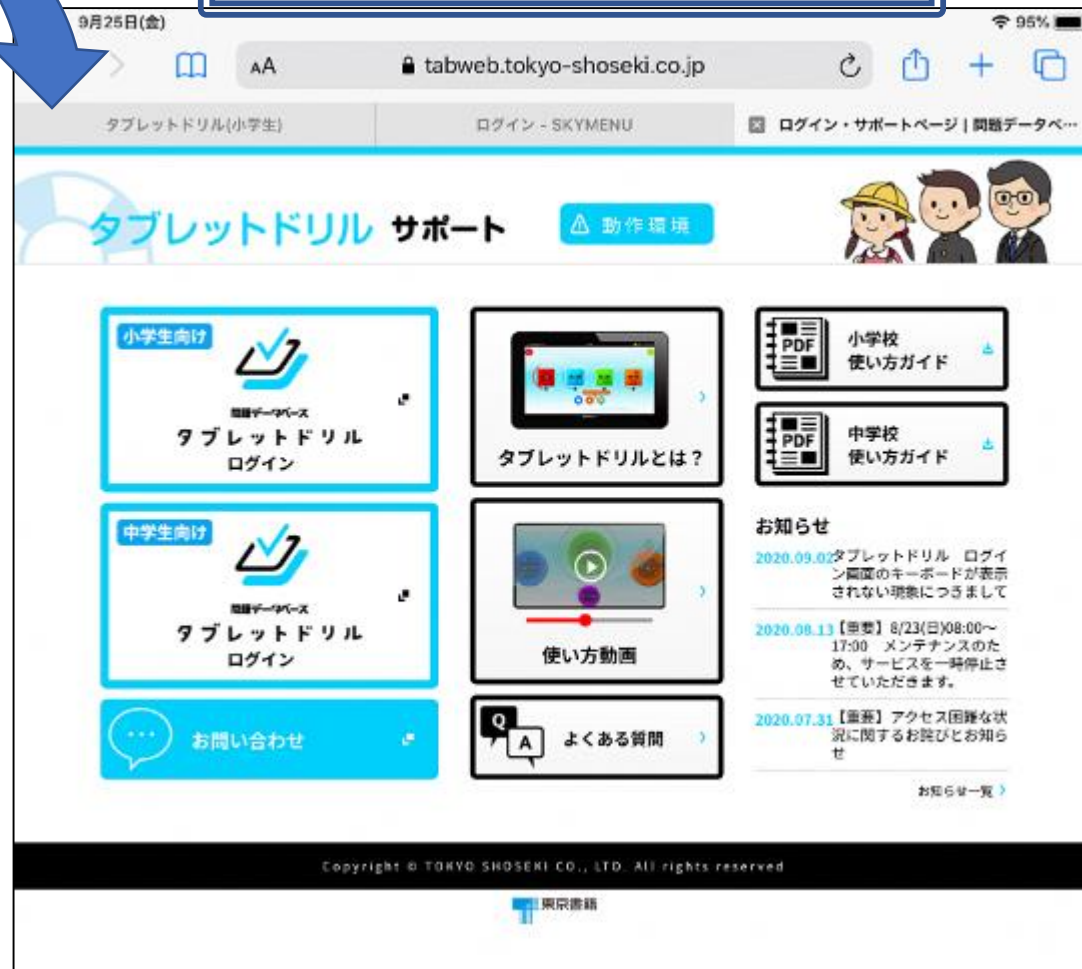 9月25日(金)
95%
AA
tabweb.tokyo-shoseki.co.jp
タブレットドリル(小学生)
ログイン - SKYMENU
ログイン・サポートページ | 問題データベ…
タブレットドリル サポート
動作環境
小学生向け
問題データベース
タブレットドリル
ログイン
中学生向け
問題データベース
タブレットドリル
ログイン
お問い合わせ
タブレットドリルとは?
使い方動画
Q
A
よくある質問
PDF
小学校
使い方ガイド
PDF
中学校
使い方ガイド
お知らせ
2020.09.02 タブレットドリル ログイ
ン画面のキーボードが表示
されない現象につきまして
2020.08.13 【重要】8/23(日)08:00~
17:00 メンテナンスのた
め、サービスを一時停止さ
せていただきます。
2020.07.31 【重要】アクセス困難な状
況に関するお詫びとお知ら
せ
お知らせ一覧
Copyright © TOKYO SHOSEKI CO., LTD. All rights reserved
東京書籍